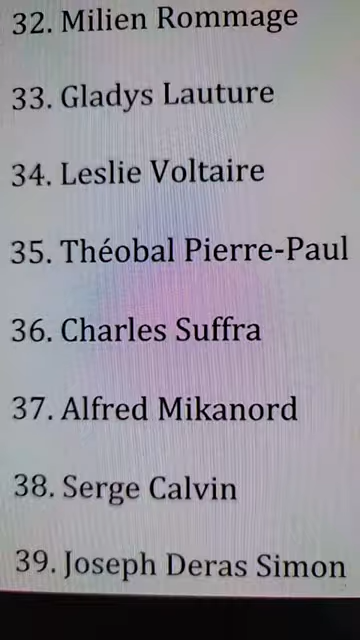 32. Milien Rommage
33. Gladys Lauture
34. Leslie Voltaire
35. Théobal Pierre-Paul
36. Charles Suffra
37. Alfred Mikanord
38. Serge Calvin
39. Joseph Deras Simon